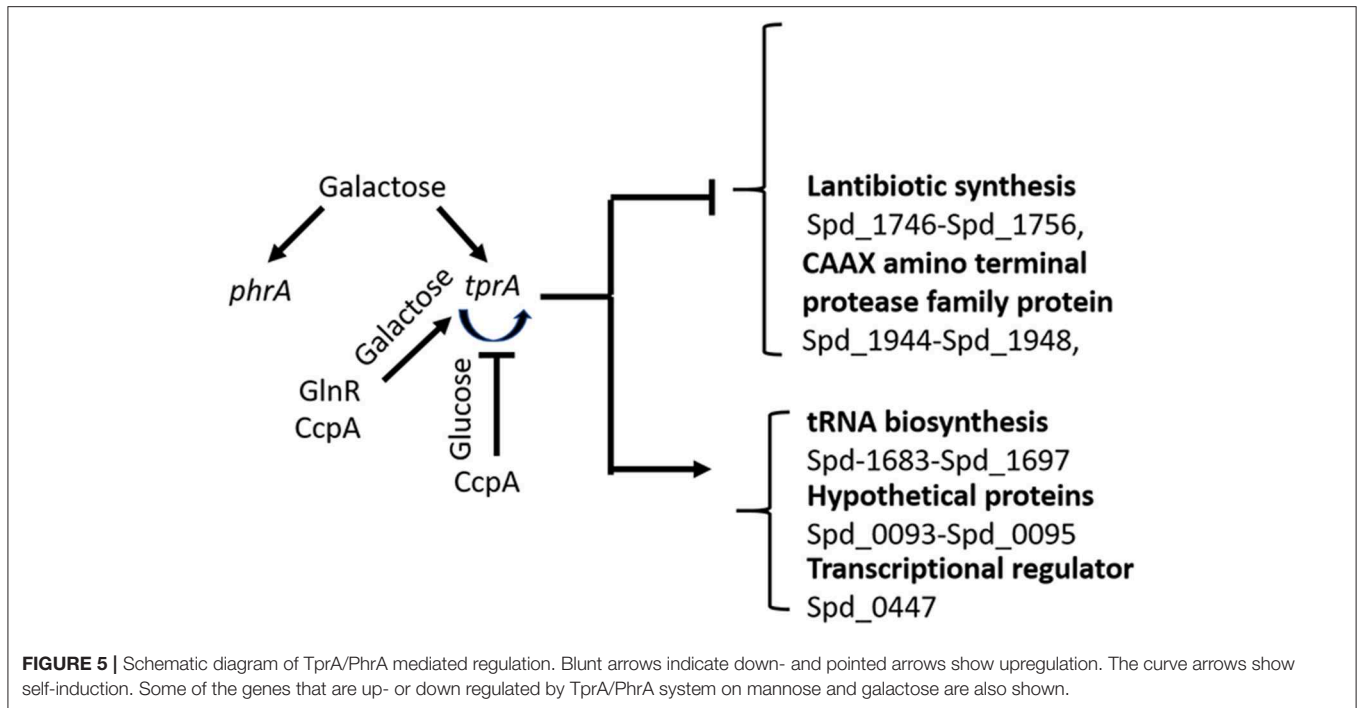 Galactose
phrA
tprA
Galactose
GlnR
CcpA
Glucose
CcpA
Lantibiotic synthesis
Spd_1746-Spd_1756,
CAAX amino terminal
protease family protein
Spd_1944-Spd_1948,
tRNA biosynthesis
Spd-1683-Spd_1697
Hypothetical proteins
Spd_0093-Spd_0095
Transcriptional regulator
Spd_0447
FIGURE 5 | Schematic diagram of TprA/PhrA mediated regulation. Blunt arrows indicate down- and pointed arrows show upregulation. The curve arrows show
self-induction. Some of the genes that are up- or down regulated by TprA/PhrA system on mannose and galactose are also shown.